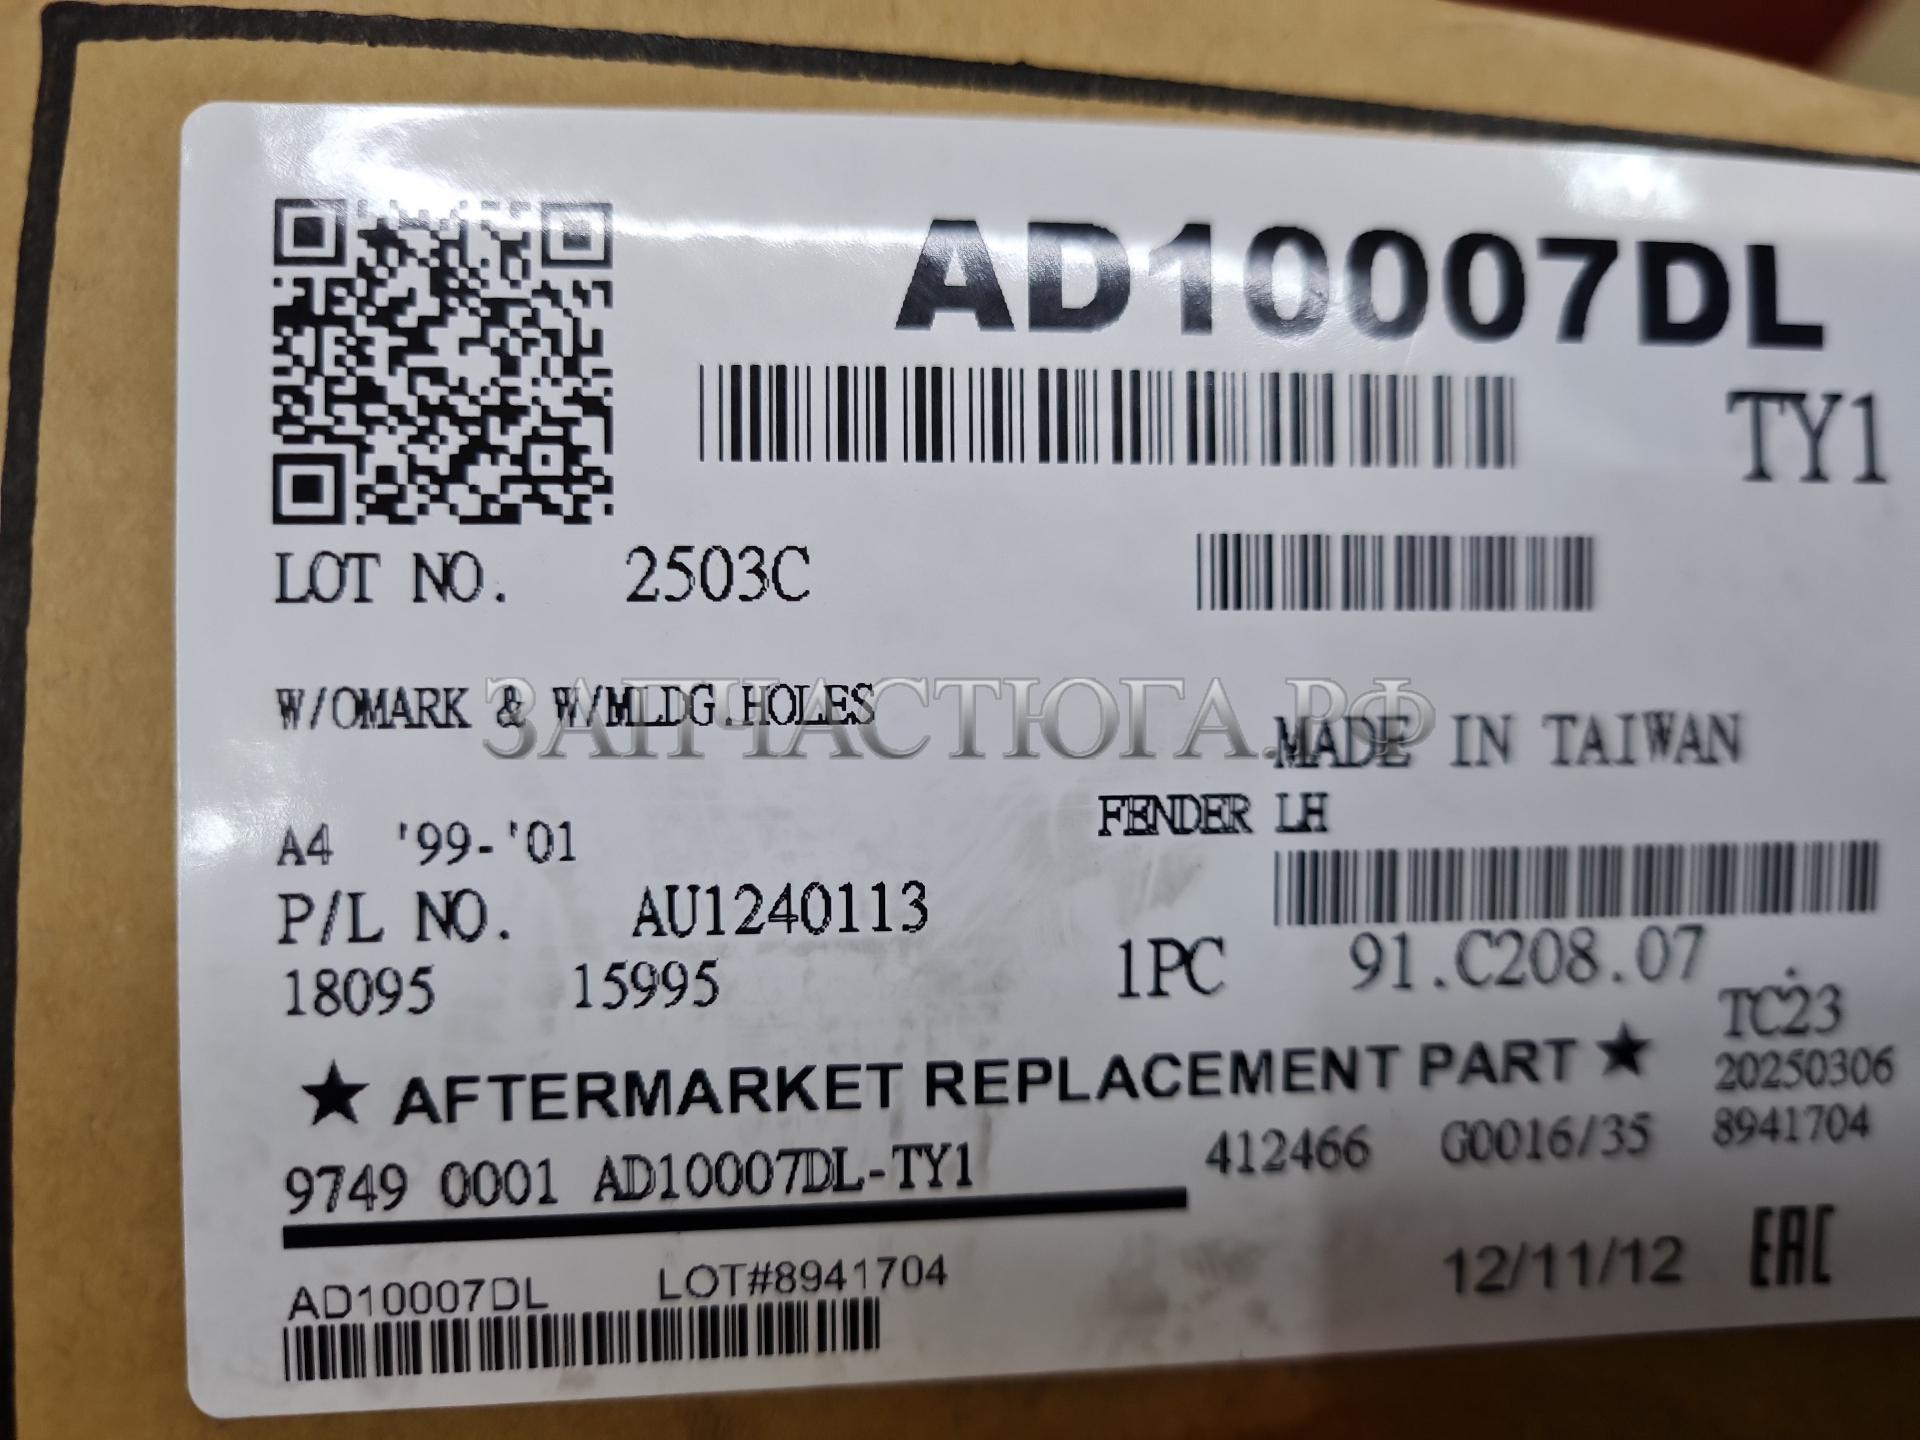 AD10007DL
TY1
LOT NO. 2503C
W/OMARK & W/MLDG.HOLES
ЗАПЧАСТЮГА.РФ
MADE IN TAIWAN
FENDER LH
A4 '99-'01
P/L NO. AU1240113
18095 15995
1PC 91.C208.07
TC23
★ AFTERMARKET REPLACEMENT PART ★
20250306
9749 0001 AD10007DL-TY1
412466 G0016/35 8941704
AD10007DL LOT#8941704
12/11/12 EAC